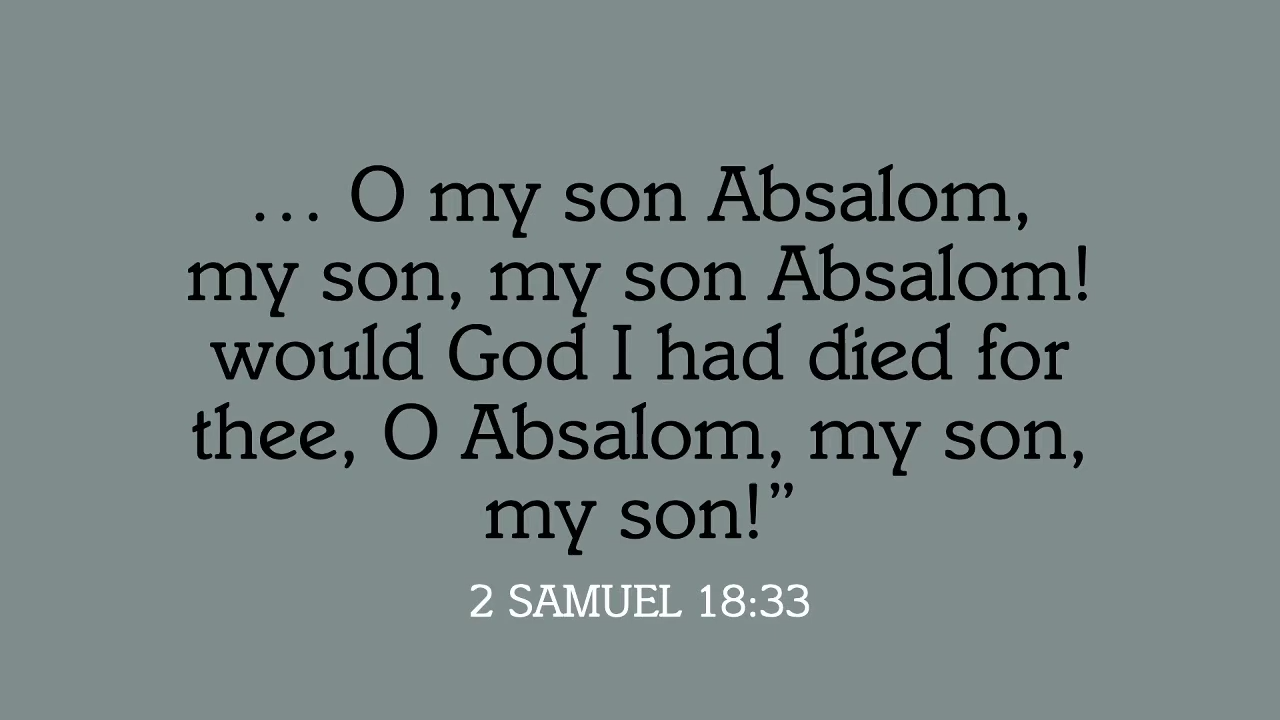 … O my son Absalom,
my son, my son Absalom!
would God I had died for
thee, O Absalom, my son,
my son!”
2 SAMUEL 18:33